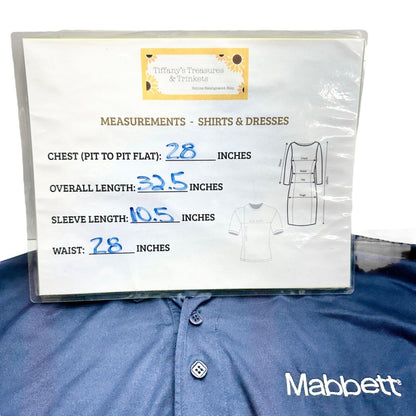 Tiffany's Treasures
& Trinkets
Online Consignment Shop
MEASUREMENTS - SHIRTS & DRESSES
CHEST (PIT TO PIT FLAT): 28 INCHES
OVERALL LENGTH: 32.5 INCHES
SLEEVE LENGTH: 10.5 INCHES
WAIST: 28 INCHES
Mabbett